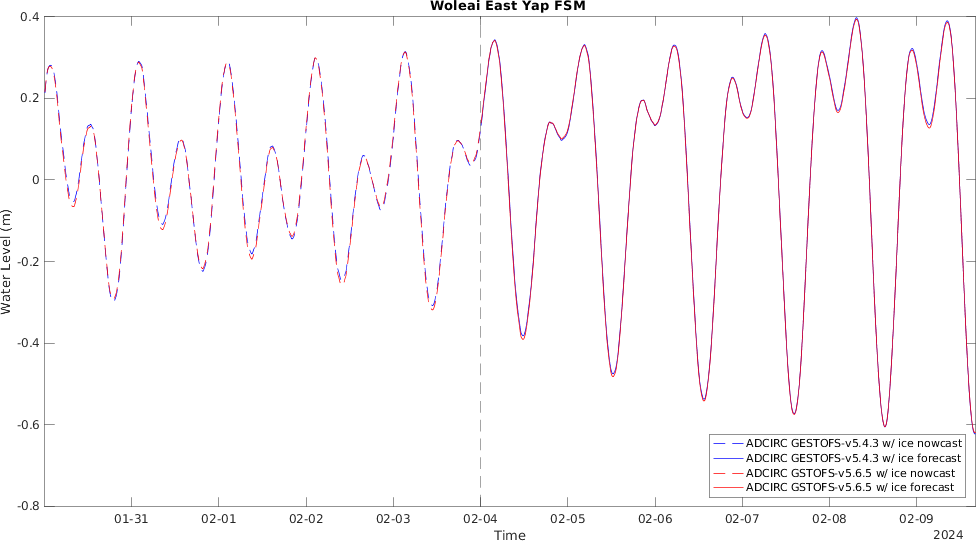 Woleai East Yap FSM
0.4
0.2
0
-0.2
-0.4
-0.6
-0.8
Water Level (m)
ADCIRC GESTOFS-v5.4.3 w/ ice nowcast
ADCIRC GESTOFS-v5.4.3 w/ ice forecast
ADCIRC GSTOFS-v5.6.5 w/ ice nowcast
ADCIRC GSTOFS-v5.6.5 w/ ice forecast
01-31 02-01 02-02 02-03 02-04 02-05 02-06 02-07 02-08 02-09
Time
2024